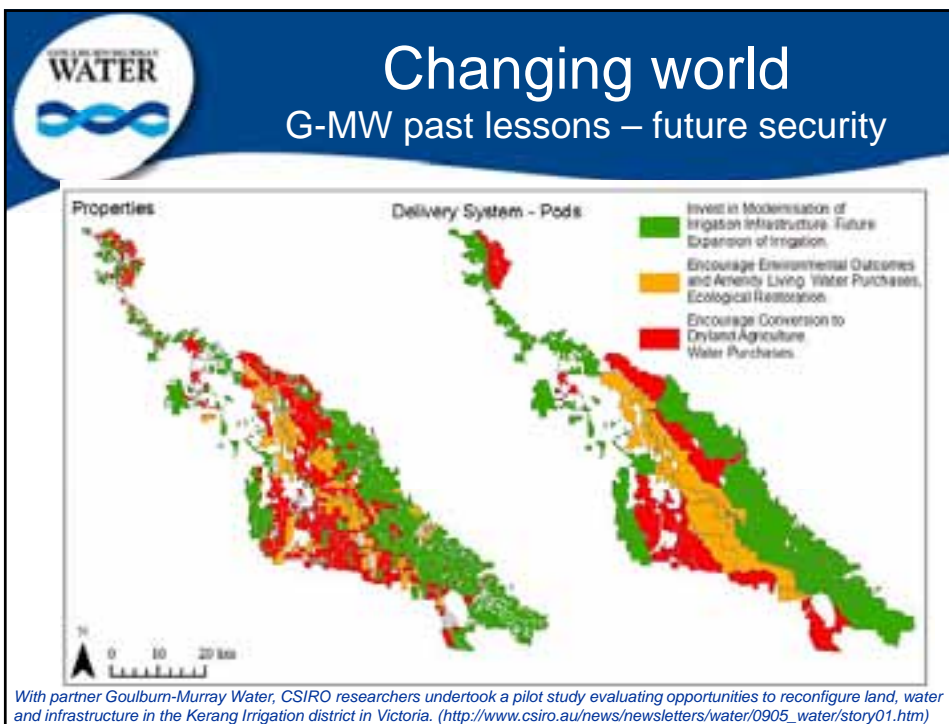 GOULBURN-MURRAY
WATER
Changing world
G-MW past lessons – future security
Properties
Delivery System - Pods
Invest in Modernisation of
Irrigation Infrastructure. Future
Expansion of Irrigation.
Encourage Environmental Outcomes
and Amenity Living. Water Purchases,
Ecological Restoration.
Encourage Conversion to
Dryland Agriculture.
Water Purchases.
N
0 10 20 km
With partner Goulburn-Murray Water, CSIRO researchers undertook a pilot study evaluating opportunities to reconfigure land, water
and infrastructure in the Kerang Irrigation district in Victoria. (http://www.csiro.au/news/newsletters/water/0905_water/story01.htm)